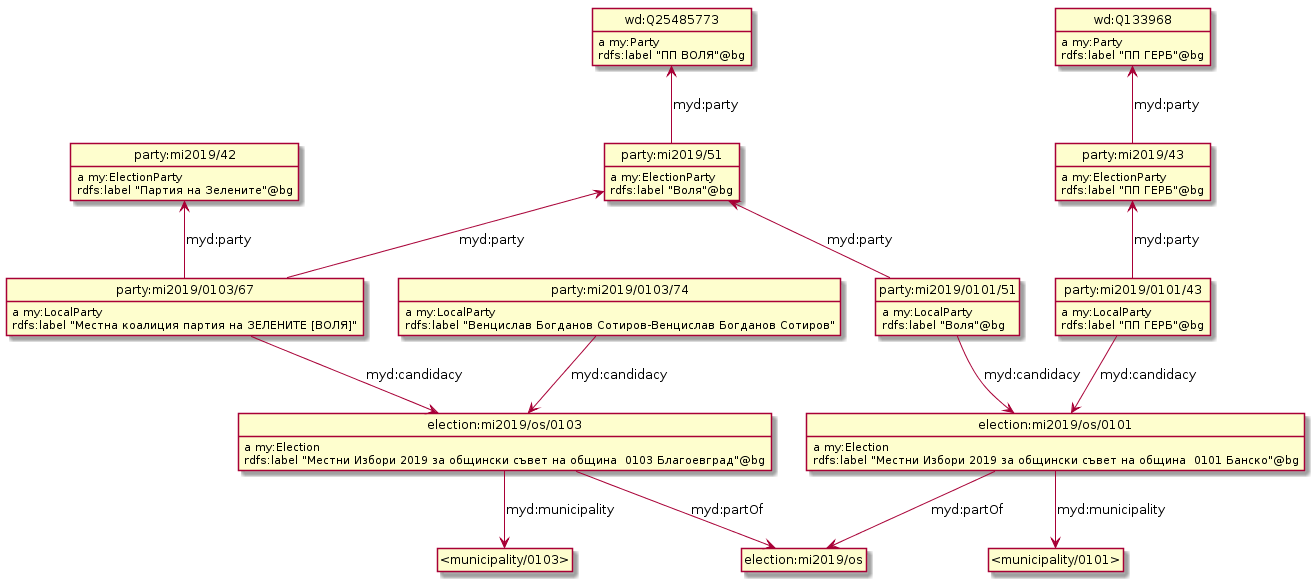 wd:Q25485773
a my:Party
rdfs:label "ПП ВОЛЯ"@bg
wd:Q133968
a my:Party
rdfs:label "ПП ГЕРБ"@bg
myd:party
myd:party
party:mi2019/42
a my:ElectionParty
rdfs:label "Партия на Зелените"@bg
party:mi2019/51
a my:ElectionParty
rdfs:label "Воля"@bg
party:mi2019/43
a my:ElectionParty
rdfs:label "ПП ГЕРБ"@bg
myd:party
myd:party
myd:party
myd:party
party:mi2019/0103/67
a my:LocalParty
rdfs:label "Местна коалиция партия на ЗЕЛЕНИТЕ [ВОЛЯ]"
party:mi2019/0103/74
a my:LocalParty
rdfs:label "Венцислав Богданов Сотиров-Венцислав Богданов Сотиров"
party:mi2019/0101/51
a my:LocalParty
rdfs:label "Воля"@bg
party:mi2019/0101/43
a my:LocalParty
rdfs:label "ПП ГЕРБ"@bg
myd:candidacy
myd:candidacy
myd:candidacy
myd:candidacy
election:mi2019/os/0103
a my:Election
rdfs:label "Местни Избори 2019 за общински съвет на община  0103 Благоевград"@bg
election:mi2019/os/0101
a my:Election
rdfs:label "Местни Избори 2019 за общински съвет на община  0101 Банско"@bg
myd:municipality
myd:partOf
myd:partOf
myd:municipality
<municipality/0103>
election:mi2019/os
<municipality/0101>